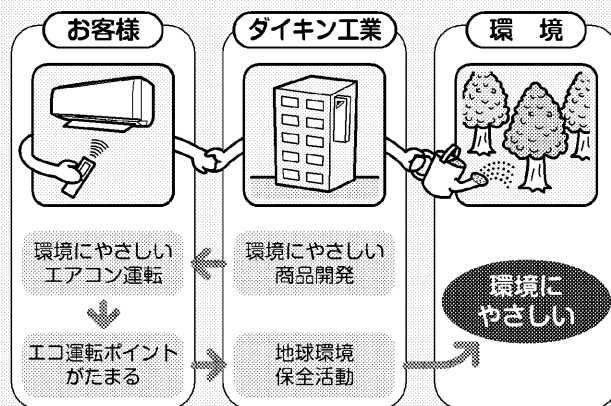 お客様
ダイキン工業
環 境
環境にやさしい
エアコン運転
環境にやさしい
商品開発
環境に
やさしい
エコ運転ポイント
がたまる
地球環境
保全活動